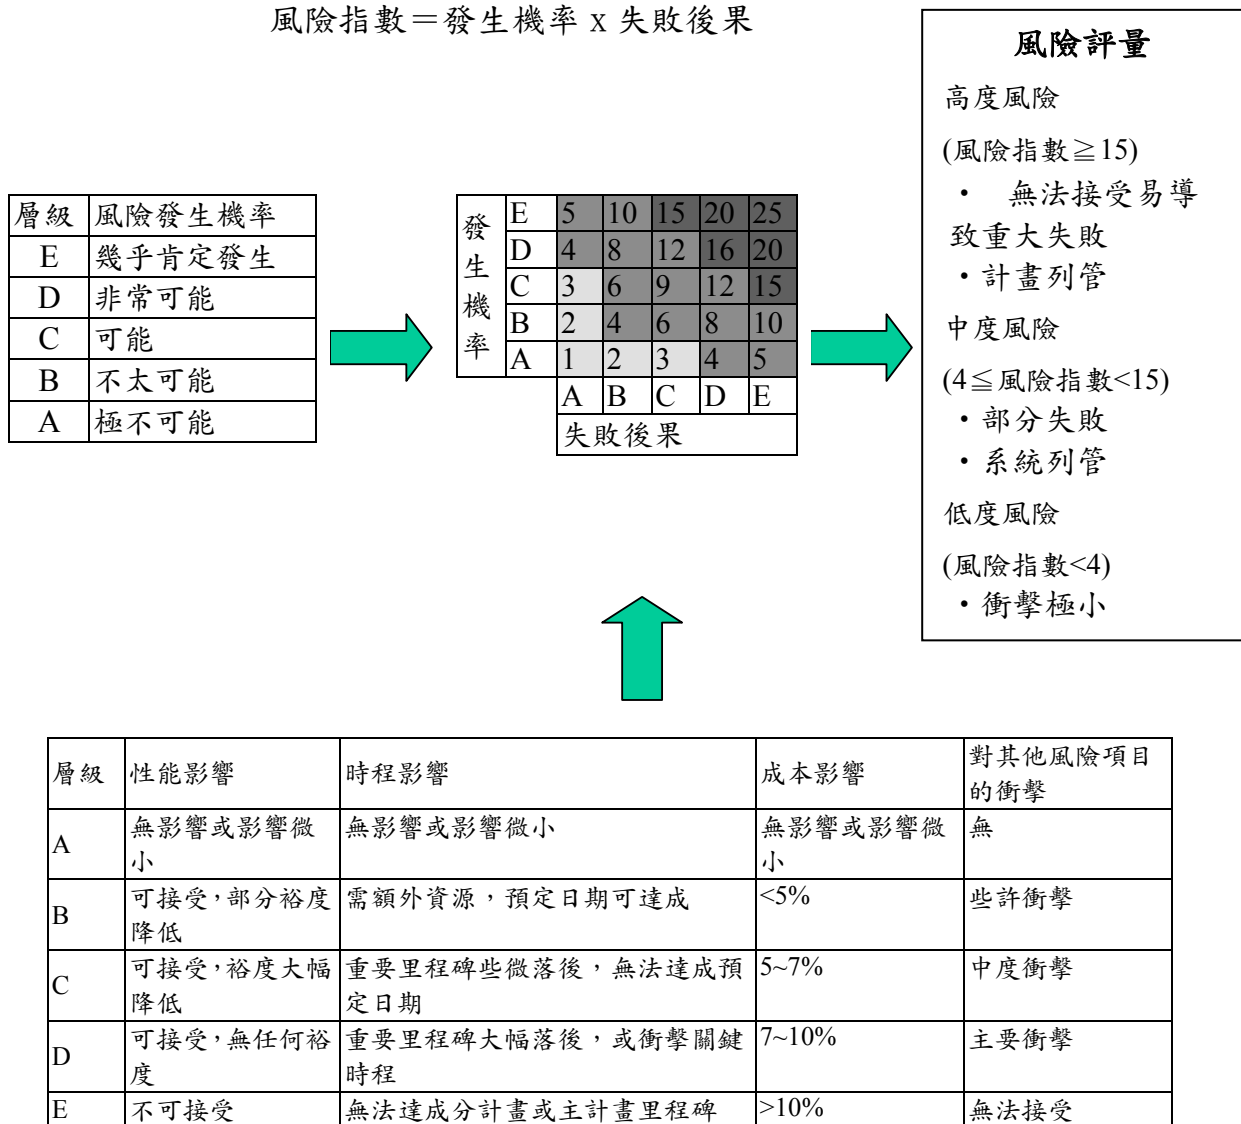 風險指數＝發生機率 x 失敗後果
層級 風險發生機率
E 幾乎肯定發生
D 非常可能
C 可能
B 不太可能
A 極不可能
發生機率
E 5 10 15 20 25
D 4 8 12 16 20
C 3 6 9 12 15
B 2 4 6 8 10
A 1 2 3 4 5
A B C D E
失敗後果
風險評量
高度風險
(風險指數≧15)
• 無法接受易導
致重大失敗
•計畫列管
中度風險
(4≦風險指數<15)
•部分失敗
•系統列管
低度風險
(風險指數<4)
•衝擊極小
層級 性能影響 時程影響 成本影響 對其他風險項目
的衝擊
A 無影響或影響微 無影響或影響微小 無影響或影響微 無
小 小
B 可接受，部分裕度 需額外資源，預定日期可達成 <5% 些許衝擊
降低
C 可接受，裕度大幅 重要里程碑些微落後，無法達成預 5~7% 中度衝擊
降低 定日期
D 可接受，無任何裕 重要里程碑大幅落後，或衝擊關鍵 7~10% 主要衝擊
度 時程
E 不可接受 無法達成分計畫或主計畫里程碑 >10% 無法接受